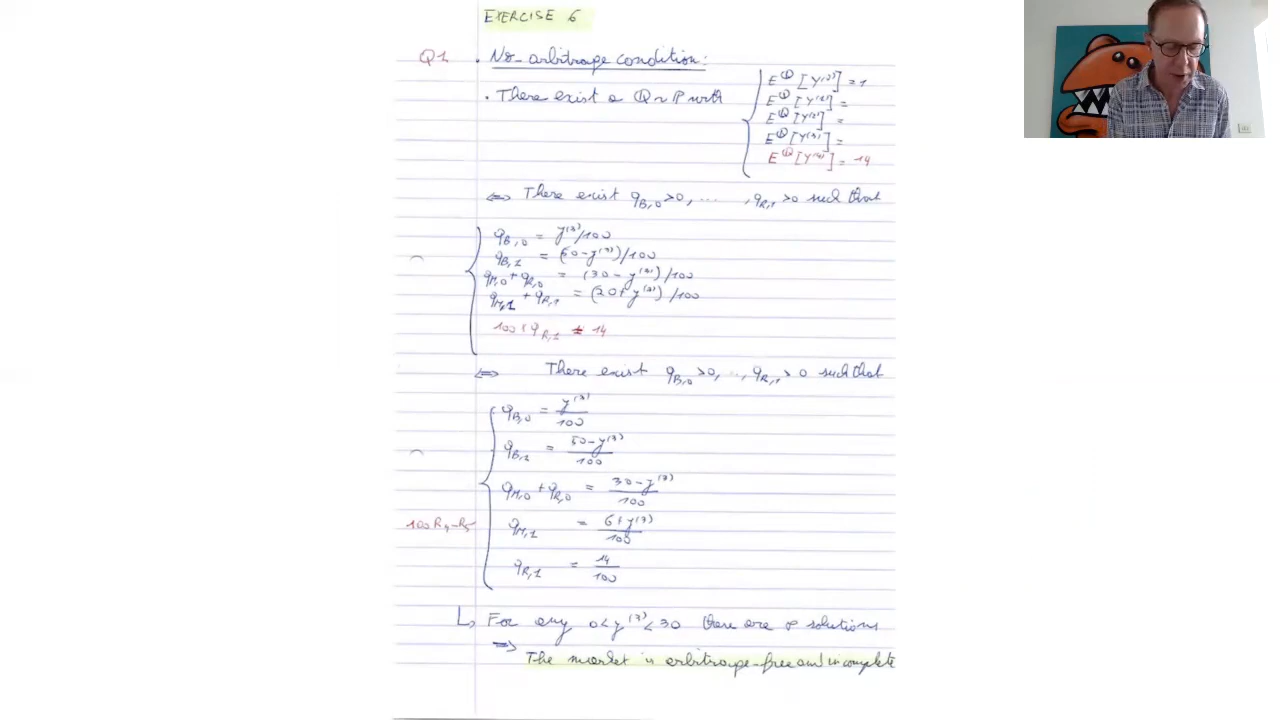 EXERCISE 6
Q1 . No-arbitrage condition:
. There exist a Q ~ P with
E^Q [Y^(0)] = 1
E^Q [Y^(1)] =
E^Q [Y^(2)] =
E^Q [Y^(3)] =
E^Q [Y^(4)] = 14
⇔ There exist q_B,0 >0, ... , q_R,1 >0 such that
q_B,0 = y^(3)/100
q_B,1 = (50-y^(3))/100
q_M,0 + q_R,0 = (30-y^(3))/100
q_M,1 + q_R,1 = (20+y^(3))/100
100 q_R,1 = 14
⇔ There exist q_B,0 >0, .., q_R,1 >0 such that
q_B,0 = y^(3)/100
q_B,1 = 50-y^(3)/100
q_M,0 + q_R,0 = 30-y^(3)/100
100R4-R5 q_M,1 = 6+y^(3)/100
q_R,1 = 14/100
↳ For any 0<y^(3)<30 there are ∞ solutions
⇒ The market is arbitrage-free and incomplete